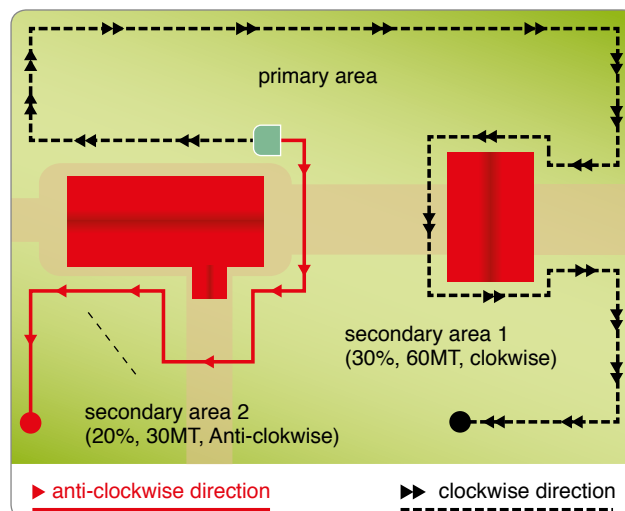 primary area
secondary area 1
(30%, 60MT, clokwise)
secondary area 2
(20%, 30MT, Anti-clokwise)
anti-clockwise direction
clockwise direction